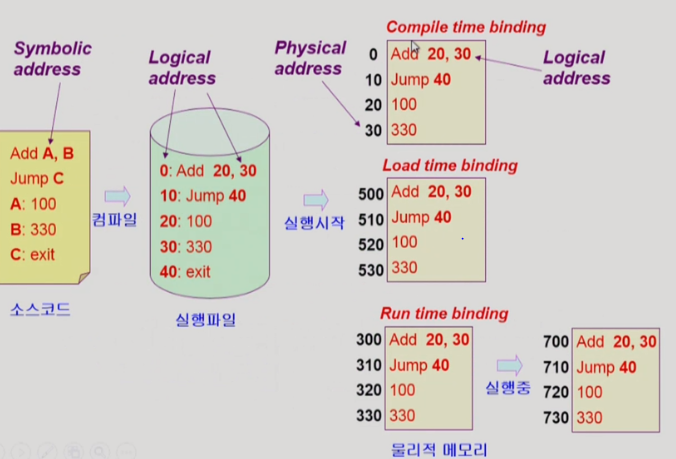 Symbolic
address
Add A, B
Jump C
A: 100
B: 330
C: exit
소스코드
컴파일
Logical
address
0: Add 20, 30
10: Jump 40
20: 100
30: 330
40: exit
실행파일
실행시작
Physical
address
Compile time binding
0 Add 20, 30
10 Jump 40
20 100
30 330
Logical
address
Load time binding
500 Add 20, 30
510 Jump 40
520 100
530 330
Run time binding
300 Add 20, 30
310 Jump 40
320 100
330 330
실행중
700 Add 20, 30
710 Jump 40
720 100
730 330
물리적 메모리